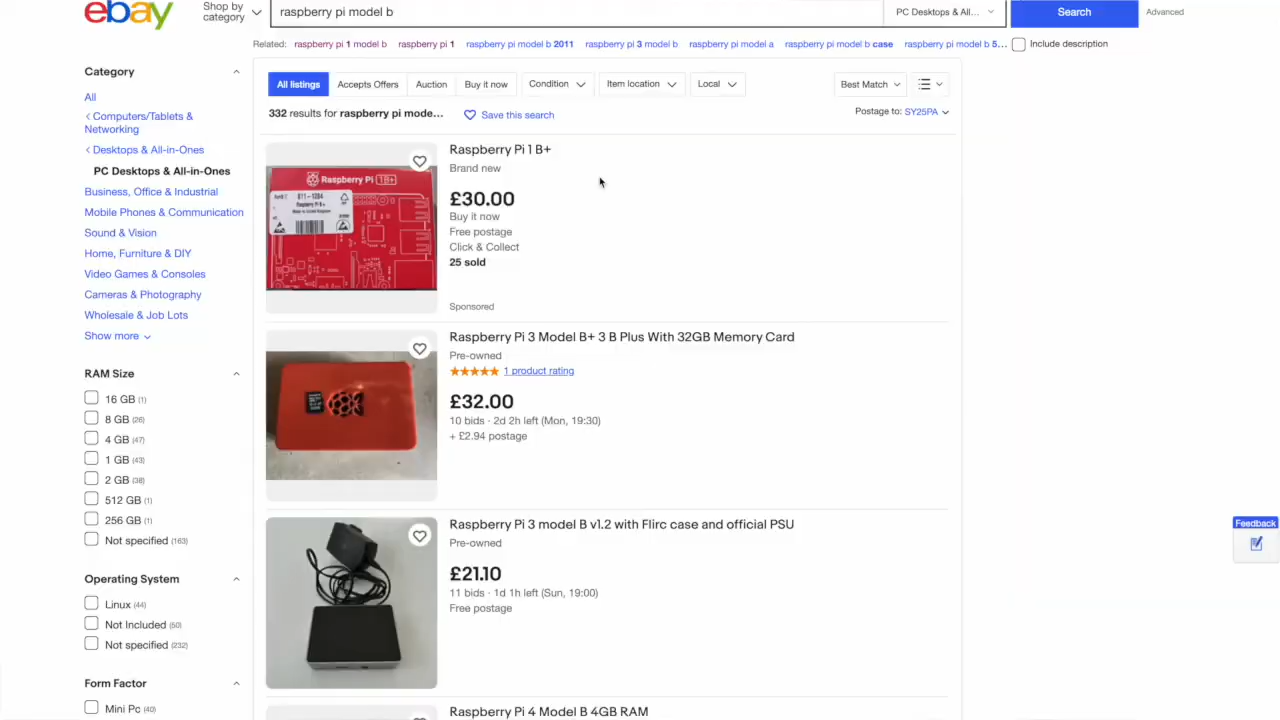 ebay
Shop by
category
raspberry pi model b
PC Desktops & All-...
Search
Advanced
Related: raspberry pi 1 model b raspberry pi 1 raspberry pi model b 2011 raspberry pi 3 model b raspberry pi model a raspberry pi model b case raspberry pi model b 5...
Include description
Category
All
Computers/Tablets &
Networking
Desktops & All-in-Ones
PC Desktops & All-in-Ones
Business, Office & Industrial
Mobile Phones & Communication
Sound & Vision
Home, Furniture & DIY
Video Games & Consoles
Cameras & Photography
Wholesale & Job Lots
Show more
RAM Size
16 GB (1)
8 GB (26)
4 GB (47)
1 GB (43)
2 GB (38)
512 GB (1)
256 GB (1)
Not specified (163)
Operating System
Linux (44)
Not Included (50)
Not specified (232)
Form Factor
Mini Pc (40)
All listings
Accepts Offers
Auction
Buy it now
Condition
Item location
Local
Best Match
332 results for raspberry pi mode...
Save this search
Postage to: SY25PA
Raspberry Pi 1B+
Raspberry Pi 1 B+
Brand new
£30.00
Buy it now
Free postage
Click & Collect
25 sold
Sponsored
Raspberry Pi 3 Model B+ 3 B Plus With 32GB Memory Card
Pre-owned
1 product rating
£32.00
10 bids · 2d 2h left (Mon, 19:30)
+ £2.94 postage
Raspberry Pi 3 model B v1.2 with Flirc case and official PSU
Pre-owned
£21.10
11 bids · 1d 1h left (Sun, 19:00)
Free postage
Raspberry Pi 4 Model B 4GB RAM
Feedback